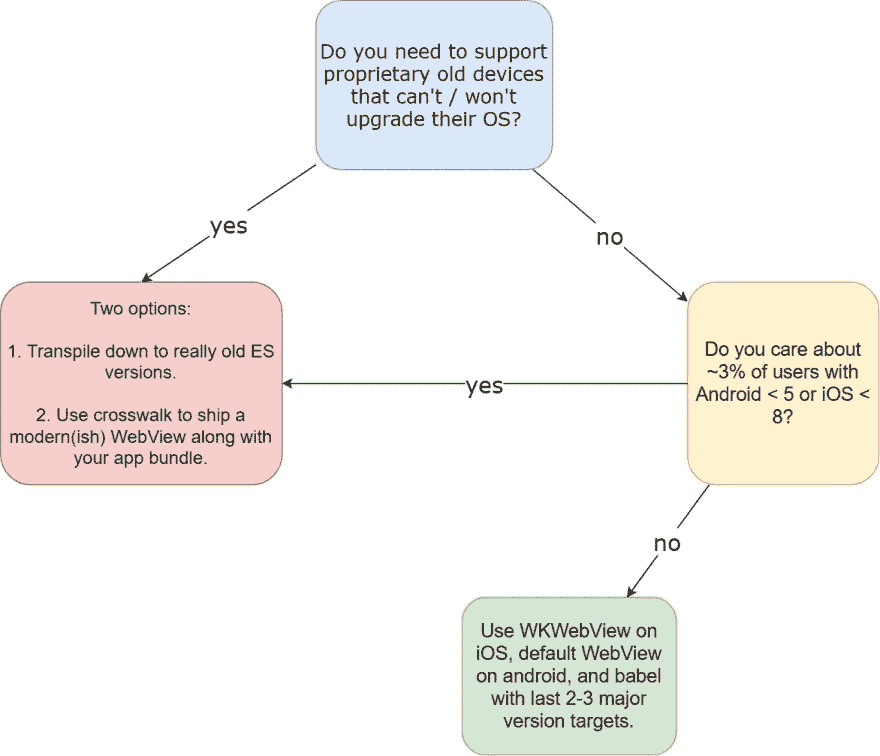 Do you need to support
proprietary old devices
that can't / won't
upgrade their OS?
yes
no
Two options:
1. Transpile down to really old ES
versions.
2. Use crosswalk to ship a
modern(ish) WebView along with
your app bundle.
yes
Do you care about
~3% of users with
Android < 5 or iOS <
8?
no
Use WKWebView on
iOS, default WebView
on android, and babel
with last 2-3 major
version targets.